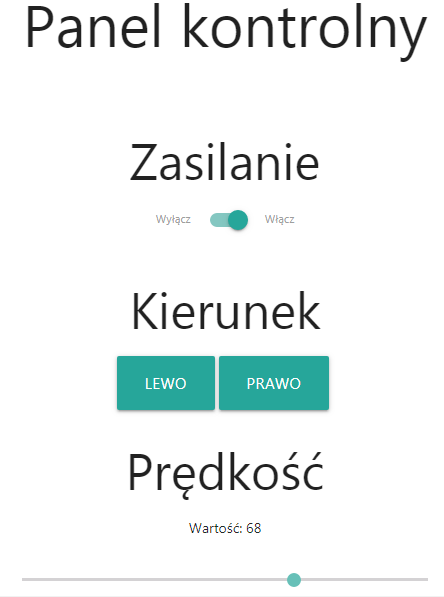 Panel kontrolny
Zasilanie
Wyłącz Włącz
Kierunek
LEWO PRAWO
Prędkość
Wartość: 68